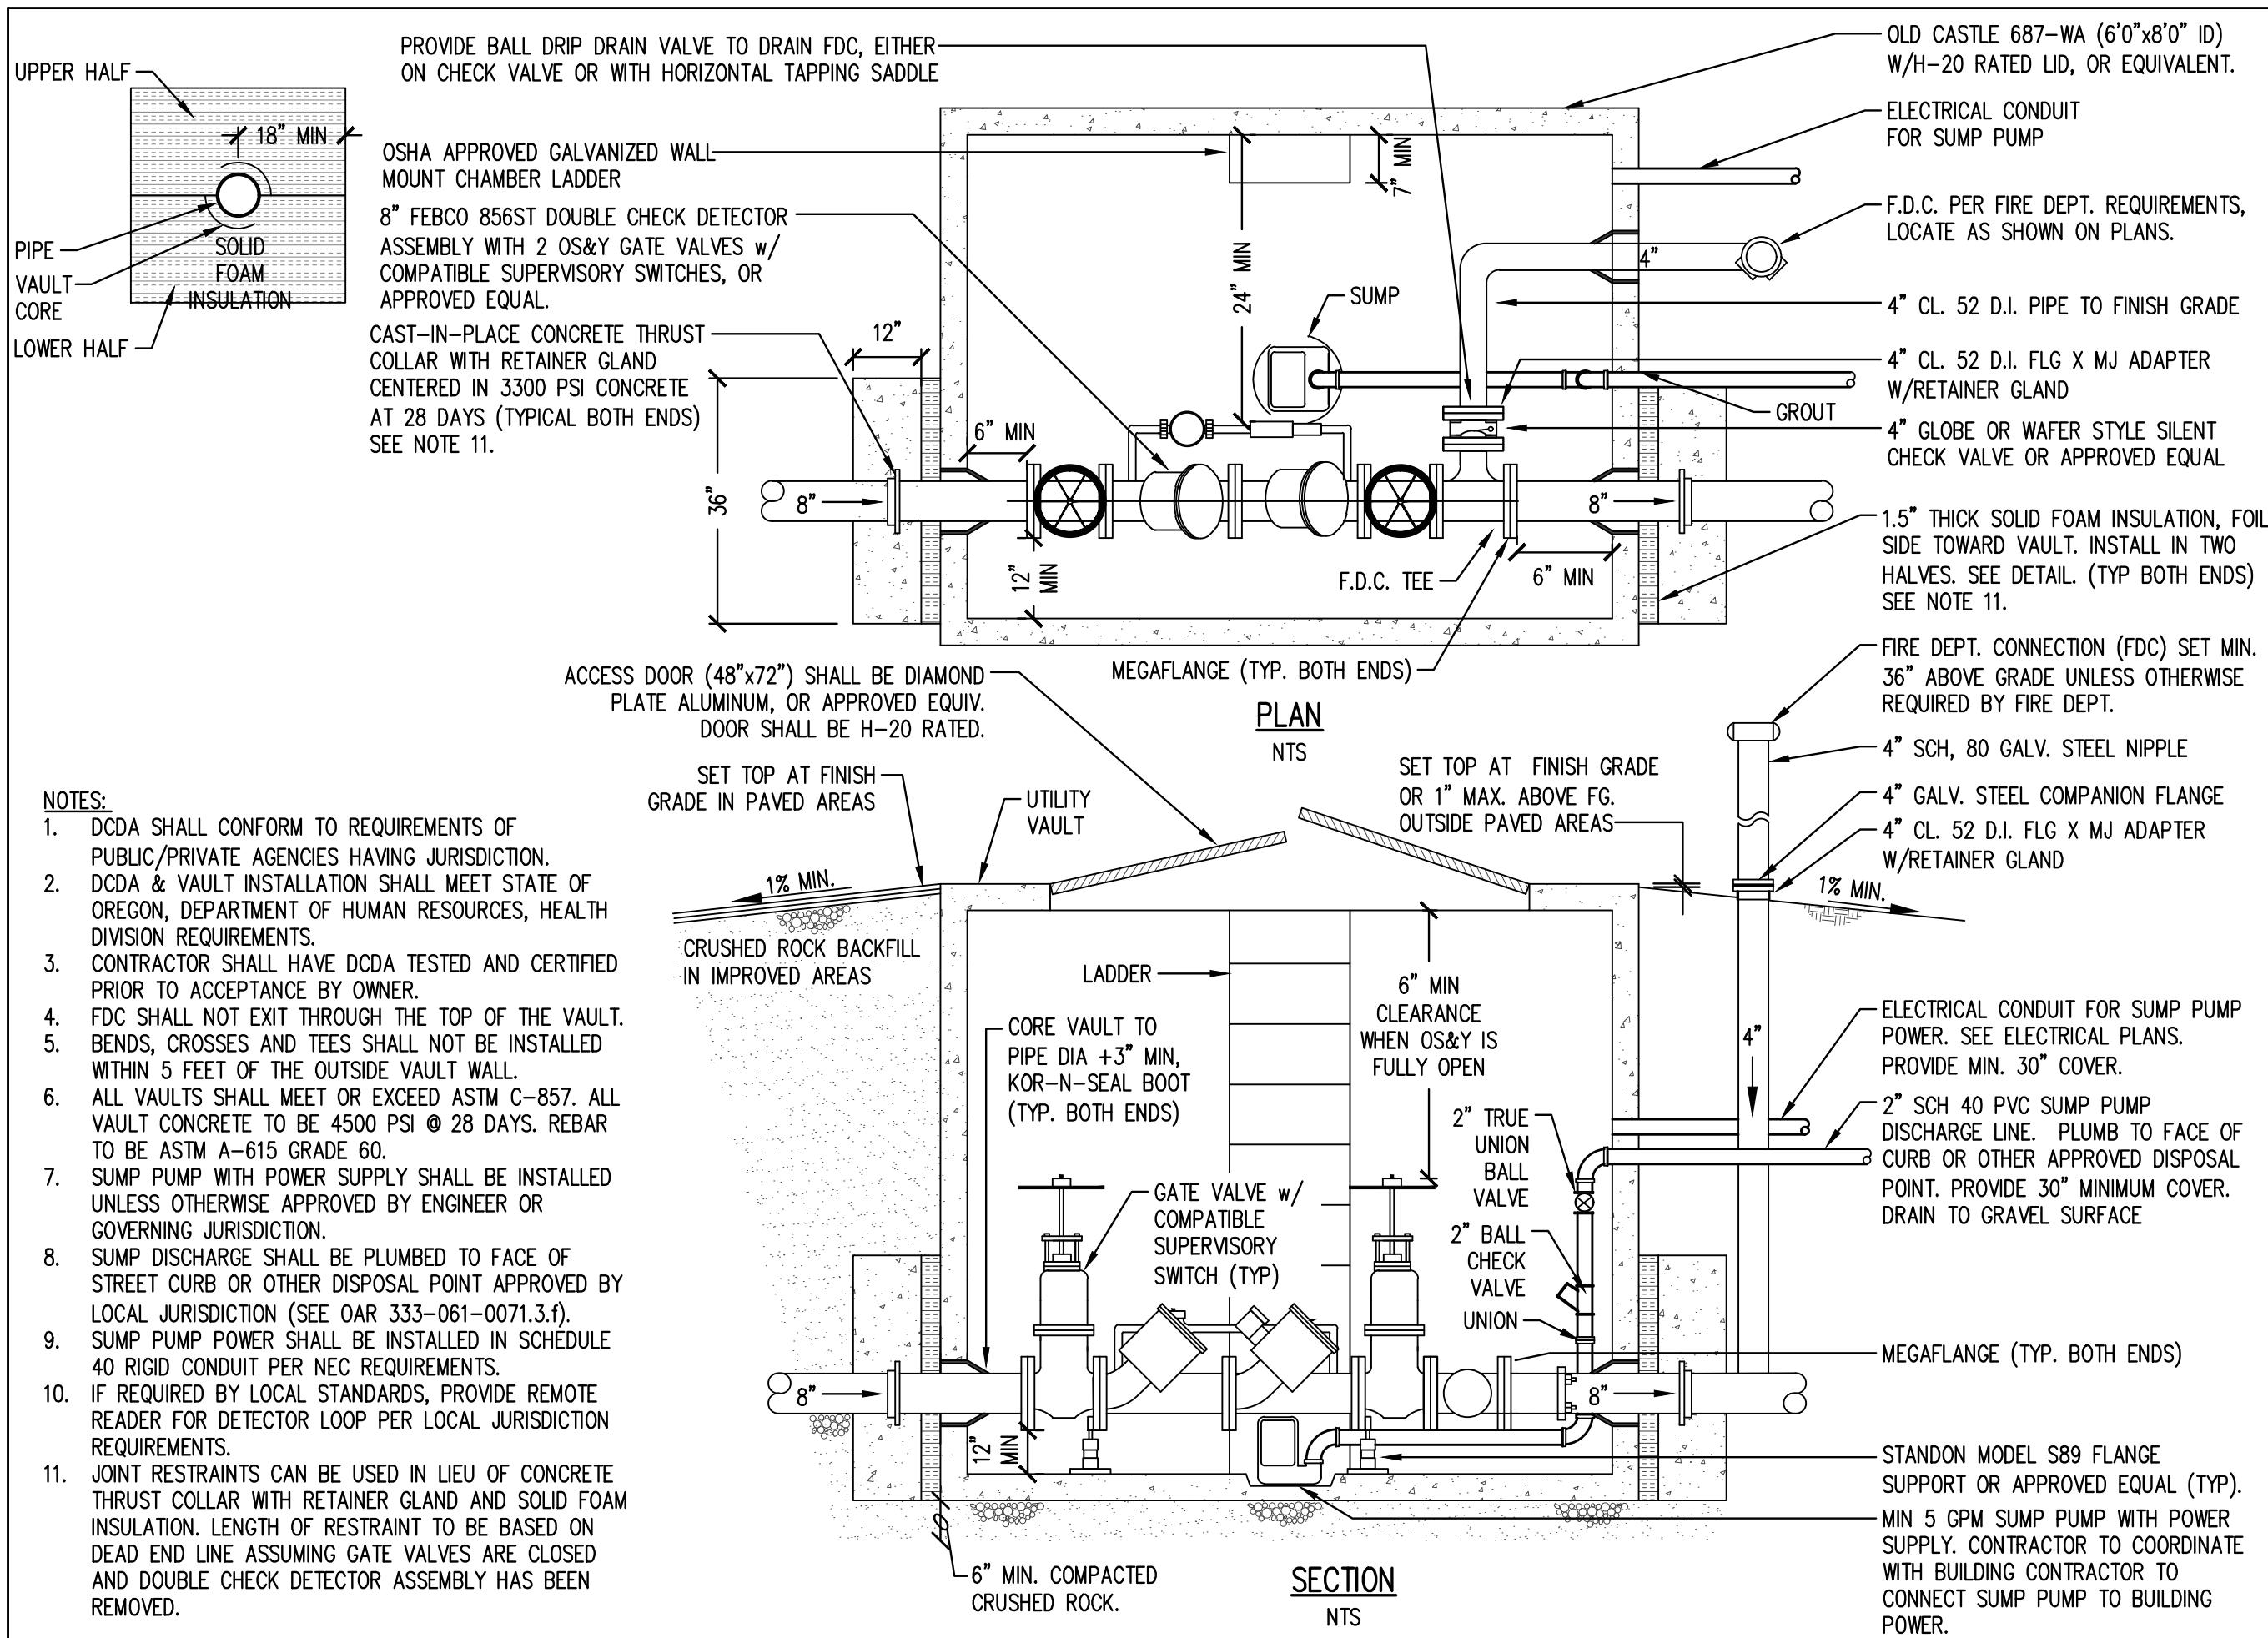 UPPER HALF
18" MIN
PIPE
VAULT
CORE
SOLID
FOAM
INSULATION
LOWER HALF
PROVIDE BALL DRIP DRAIN VALVE TO DRAIN FDC, EITHER
ON CHECK VALVE OR WITH HORIZONTAL TAPPING SADDLE
OSHA APPROVED GALVANIZED WALL
MOUNT CHAMBER LADDER
8" FEBCO 856ST DOUBLE CHECK DETECTOR
ASSEMBLY WITH 2 OS&Y GATE VALVES w/
COMPATIBLE SUPERVISORY SWITCHES, OR
APPROVED EQUAL.
CAST-IN-PLACE CONCRETE THRUST
COLLAR WITH RETAINER GLAND
CENTERED IN 3300 PSI CONCRETE
AT 28 DAYS (TYPICAL BOTH ENDS)
SEE NOTE 11.
12"
36"
6" MIN
24" MIN
7" MIN
SUMP
4"
8"
8"
12"
MIN
F.D.C. TEE
6" MIN
MEGAFLANGE (TYP. BOTH ENDS)
PLAN
NTS
OLD CASTLE 687-WA (6'0"x8'0" ID)
W/H-20 RATED LID, OR EQUIVALENT.
ELECTRICAL CONDUIT
FOR SUMP PUMP
F.D.C. PER FIRE DEPT. REQUIREMENTS,
LOCATE AS SHOWN ON PLANS.
4" CL. 52 D.I. PIPE TO FINISH GRADE
4" CL. 52 D.I. FLG X MJ ADAPTER
W/RETAINER GLAND
GROUT
4" GLOBE OR WAFER STYLE SILENT
CHECK VALVE OR APPROVED EQUAL
1.5" THICK SOLID FOAM INSULATION, FOIL
SIDE TOWARD VAULT. INSTALL IN TWO
HALVES. SEE DETAIL. (TYP BOTH ENDS)
SEE NOTE 11.
FIRE DEPT. CONNECTION (FDC) SET MIN.
36" ABOVE GRADE UNLESS OTHERWISE
REQUIRED BY FIRE DEPT.
4" SCH, 80 GALV. STEEL NIPPLE
4" GALV. STEEL COMPANION FLANGE
4" CL. 52 D.I. FLG X MJ ADAPTER
W/RETAINER GLAND
ACCESS DOOR (48"x72") SHALL BE DIAMOND
PLATE ALUMINUM, OR APPROVED EQUIV.
DOOR SHALL BE H-20 RATED.
SET TOP AT FINISH
GRADE IN PAVED AREAS
UTILITY
VAULT
SET TOP AT FINISH GRADE
OR 1" MAX. ABOVE FG.
OUTSIDE PAVED AREAS
1% MIN.
1% MIN.
CRUSHED ROCK BACKFILL
IN IMPROVED AREAS
LADDER
6" MIN
CLEARANCE
WHEN OS&Y IS
FULLY OPEN
CORE VAULT TO
PIPE DIA +3" MIN,
KOR-N-SEAL BOOT
(TYP. BOTH ENDS)
GATE VALVE w/
COMPATIBLE
SUPERVISORY
SWITCH (TYP)
2" TRUE
UNION
BALL
VALVE
2" BALL
CHECK
VALVE
UNION
4"
8"
8"
12"
MIN
6"
6" MIN. COMPACTED
CRUSHED ROCK.
SECTION
NTS
ELECTRICAL CONDUIT FOR SUMP PUMP
POWER. SEE ELECTRICAL PLANS.
PROVIDE MIN. 30" COVER.
2" SCH 40 PVC SUMP PUMP
DISCHARGE LINE. PLUMB TO FACE OF
CURB OR OTHER APPROVED DISPOSAL
POINT. PROVIDE 30" MINIMUM COVER.
DRAIN TO GRAVEL SURFACE
MEGAFLANGE (TYP. BOTH ENDS)
STANDON MODEL S89 FLANGE
SUPPORT OR APPROVED EQUAL (TYP).
MIN 5 GPM SUMP PUMP WITH POWER
SUPPLY. CONTRACTOR TO COORDINATE
WITH BUILDING CONTRACTOR TO
CONNECT SUMP PUMP TO BUILDING
POWER.
NOTES:
1. DCDA SHALL CONFORM TO REQUIREMENTS OF
PUBLIC/PRIVATE AGENCIES HAVING JURISDICTION.
2. DCDA & VAULT INSTALLATION SHALL MEET STATE OF
OREGON, DEPARTMENT OF HUMAN RESOURCES, HEALTH
DIVISION REQUIREMENTS.
3. CONTRACTOR SHALL HAVE DCDA TESTED AND CERTIFIED
PRIOR TO ACCEPTANCE BY OWNER.
4. FDC SHALL NOT EXIT THROUGH THE TOP OF THE VAULT.
5. BENDS, CROSSES AND TEES SHALL NOT BE INSTALLED
WITHIN 5 FEET OF THE OUTSIDE VAULT WALL.
6. ALL VAULTS SHALL MEET OR EXCEED ASTM C-857. ALL
VAULT CONCRETE TO BE 4500 PSI @ 28 DAYS. REBAR
TO BE ASTM A-615 GRADE 60.
7. SUMP PUMP WITH POWER SUPPLY SHALL BE INSTALLED
UNLESS OTHERWISE APPROVED BY ENGINEER OR
GOVERNING JURISDICTION.
8. SUMP DISCHARGE SHALL BE PLUMBED TO FACE OF
STREET CURB OR OTHER DISPOSAL POINT APPROVED BY
LOCAL JURISDICTION (SEE OAR 333-061-0071.3.f).
9. SUMP PUMP POWER SHALL BE INSTALLED IN SCHEDULE
40 RIGID CONDUIT PER NEC REQUIREMENTS.
10. IF REQUIRED BY LOCAL STANDARDS, PROVIDE REMOTE
READER FOR DETECTOR LOOP PER LOCAL JURISDICTION
REQUIREMENTS.
11. JOINT RESTRAINTS CAN BE USED IN LIEU OF CONCRETE
THRUST COLLAR WITH RETAINER GLAND AND SOLID FOAM
INSULATION. LENGTH OF RESTRAINT TO BE BASED ON
DEAD END LINE ASSUMING GATE VALVES ARE CLOSED
AND DOUBLE CHECK DETECTOR ASSEMBLY HAS BEEN
REMOVED.